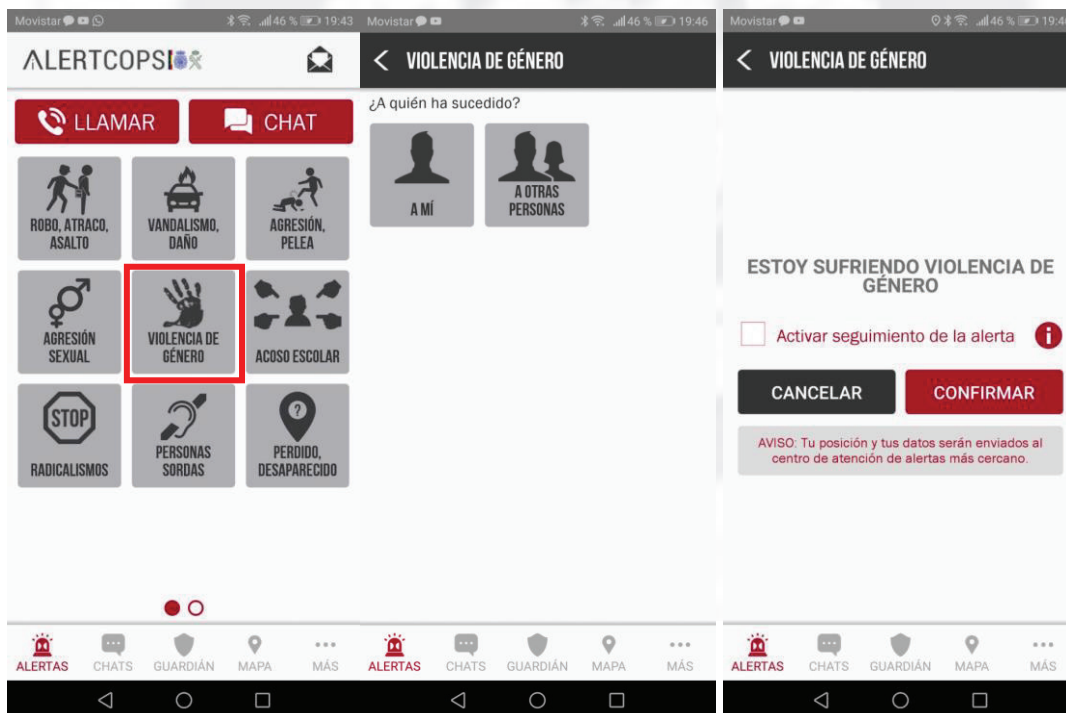 Movistar 46 % 19:43
ALERTCOPS
LLAMAR CHAT
ROBO, ATRACO,
ASALTO
VANDALISMO,
DAÑO
AGRESIÓN,
PELEA
AGRESIÓN
SEXUAL
VIOLENCIA DE
GÉNERO
ACOSO ESCOLAR
STOP
RADICALISMOS
PERSONAS
SORDAS
?
PERDIDO,
DESAPARECIDO
ALERTAS CHATS GUARDIÁN MAPA MÁS
Movistar 46 % 19:46
VIOLENCIA DE GÉNERO
¿A quién ha sucedido?
A MÍ
A OTRAS
PERSONAS
ALERTAS CHATS GUARDIÁN MAPA MÁS
Movistar 46 % 19:46
VIOLENCIA DE GÉNERO
ESTOY SUFRIENDO VIOLENCIA DE
GÉNERO
Activar seguimiento de la alerta i
CANCELAR CONFIRMAR
AVISO: Tu posición y tus datos serán enviados al
centro de atención de alertas más cercano.
ALERTAS CHATS GUARDIÁN MAPA MÁS